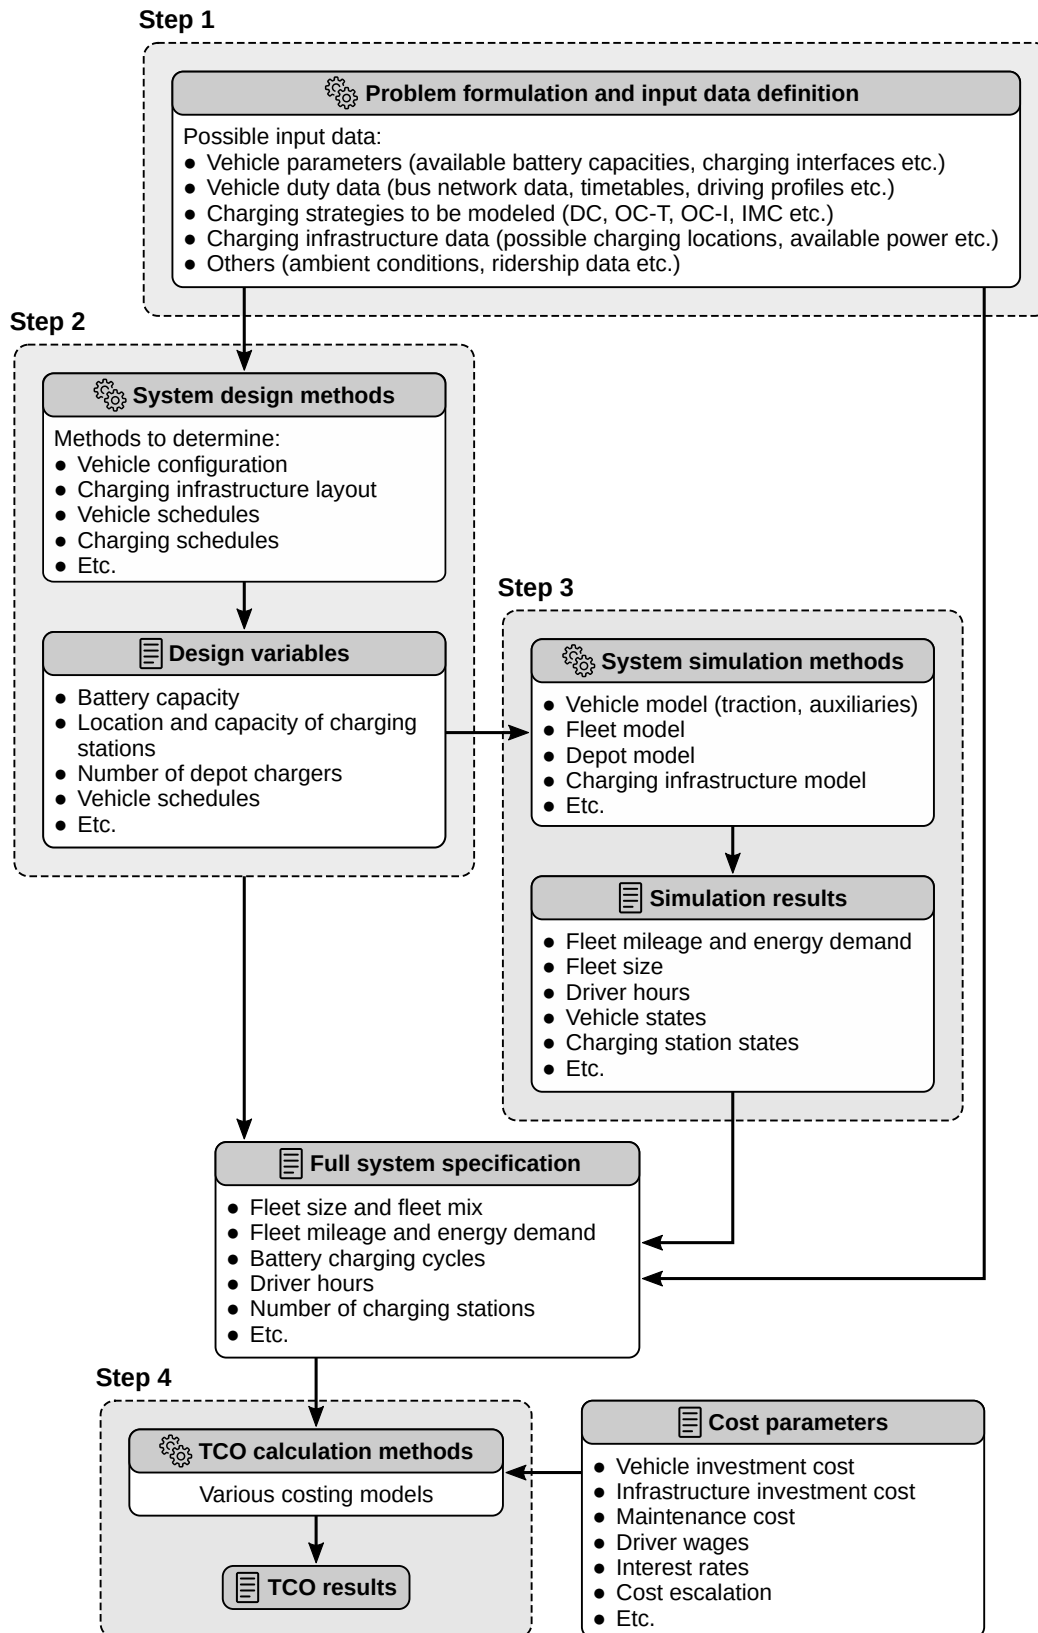 Step 1
Problem formulation and input data definition
Possible input data:
● Vehicle parameters (available battery capacities, charging interfaces etc.)
● Vehicle duty data (bus network data, timetables, driving profiles etc.)
● Charging strategies to be modeled (DC, OC-T, OC-I, IMC etc.)
● Charging infrastructure data (possible charging locations, available power etc.)
● Others (ambient conditions, ridership data etc.)
Step 2
System design methods
Methods to determine:
● Vehicle configuration
● Charging infrastructure layout
● Vehicle schedules
● Charging schedules
● Etc.
Design variables
● Battery capacity
● Location and capacity of charging
stations
● Number of depot chargers
● Vehicle schedules
● Etc.
Step 3
System simulation methods
● Vehicle model (traction, auxiliaries)
● Fleet model
● Depot model
● Charging infrastructure model
● Etc.
Simulation results
● Fleet mileage and energy demand
● Fleet size
● Driver hours
● Vehicle states
● Charging station states
● Etc.
Full system specification
● Fleet size and fleet mix
● Fleet mileage and energy demand
● Battery charging cycles
● Driver hours
● Number of charging stations
● Etc.
Step 4
TCO calculation methods
Various costing models
TCO results
Cost parameters
● Vehicle investment cost
● Infrastructure investment cost
● Maintenance cost
● Driver wages
● Interest rates
● Cost escalation
● Etc.